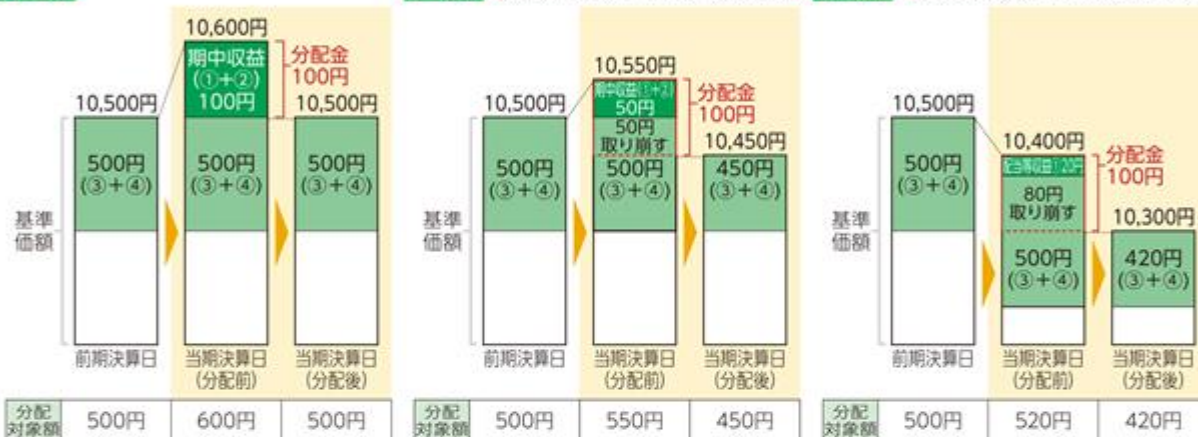 10,600円
期中収益
(①+②)
100円
分配金
100円
10,500円
10,500円
500円
(③+④)
500円
(③+④)
500円
(③+④)
基準
価額
前期決算日
当期決算日
(分配前)
当期決算日
(分配後)
分配
対象額
500円
600円
500円
10,550円
期中収益(①+②)
50円
分配金
100円
10,500円
50円
取り崩す
10,450円
500円
(③+④)
500円
(③+④)
450円
(③+④)
基準
価額
前期決算日
当期決算日
(分配前)
当期決算日
(分配後)
分配
対象額
500円
550円
450円
10,500円
10,400円
配当等収益①20円
分配金
100円
80円
取り崩す
10,300円
500円
(③+④)
500円
(③+④)
420円
(③+④)
基準
価額
前期決算日
当期決算日
(分配前)
当期決算日
(分配後)
分配
対象額
500円
520円
420円